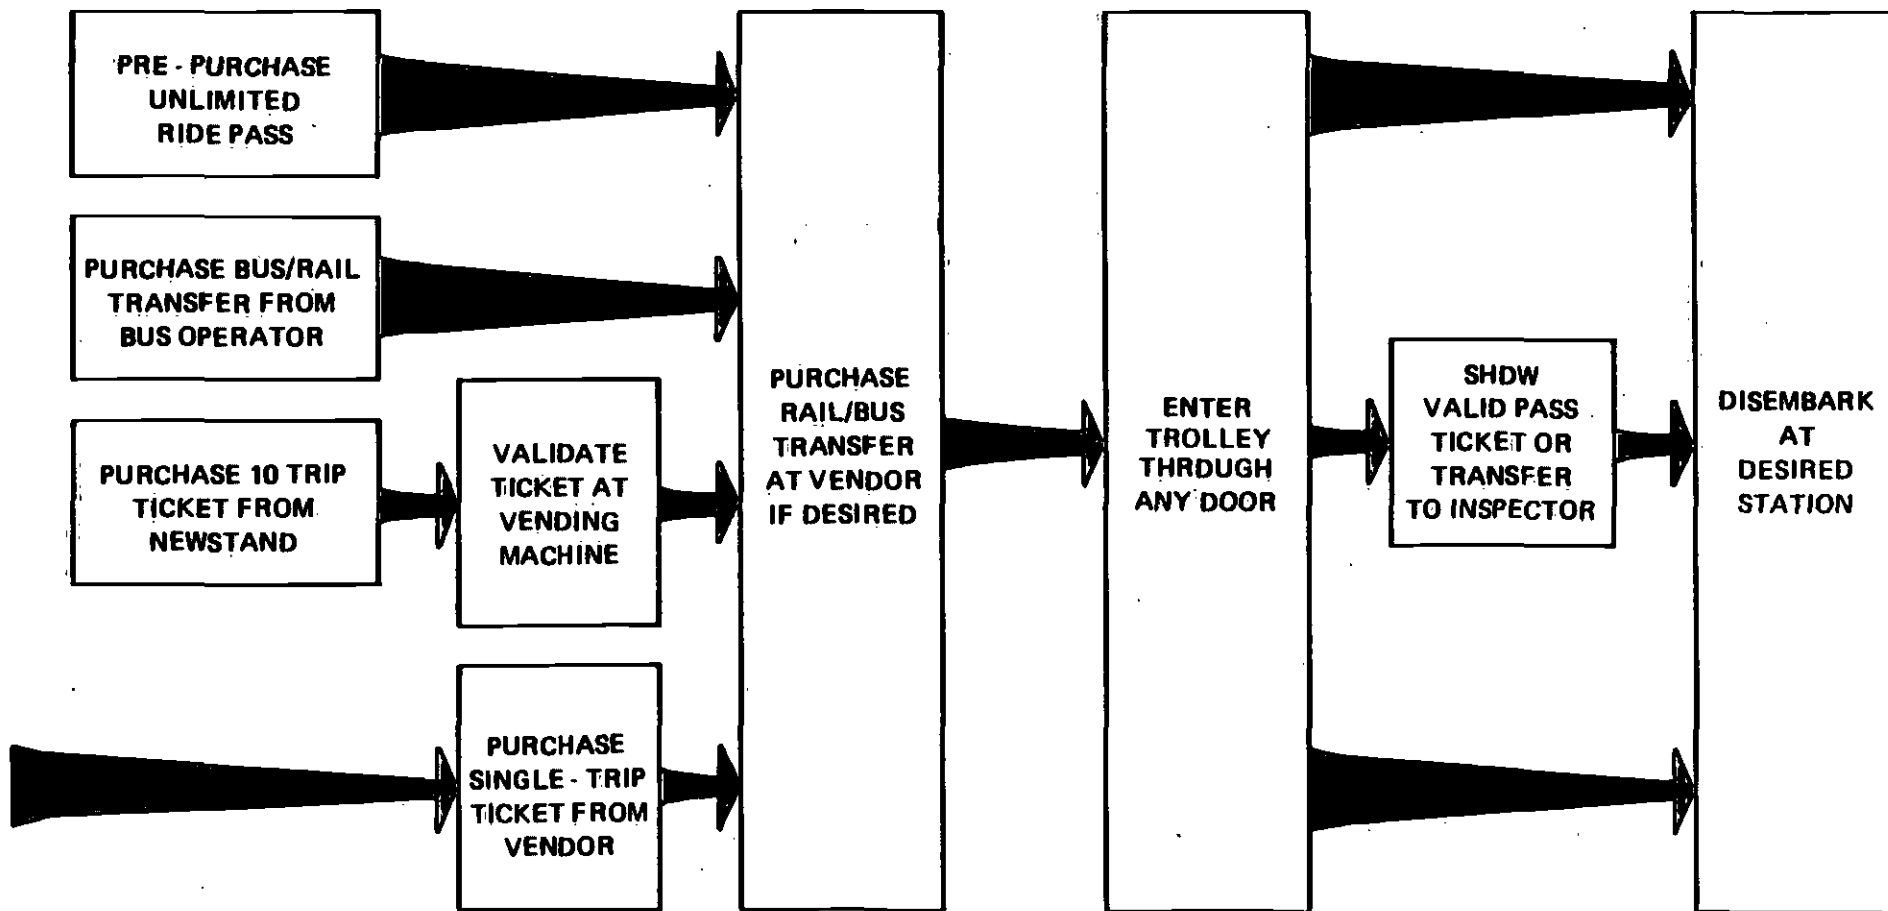 PRE - PURCHASE
UNLIMITED
RIDE PASS
PURCHASE BUS/RAIL
TRANSFER FROM
BUS OPERATOR
PURCHASE 10 TRIP
TICKET FROM
NEWSTAND
VALIDATE
TICKET AT
VENDING
MACHINE
PURCHASE
SINGLE - TRIP
TICKET FROM
VENDOR
PURCHASE
RAIL/BUS
TRANSFER
AT VENDOR
IF DESIRED
ENTER
TROLLEY
THROUGH
ANY DOOR
SHOW
VALID PASS
TICKET OR
TRANSFER
TO INSPECTOR
DISEMBARK
AT
DESIRED
STATION